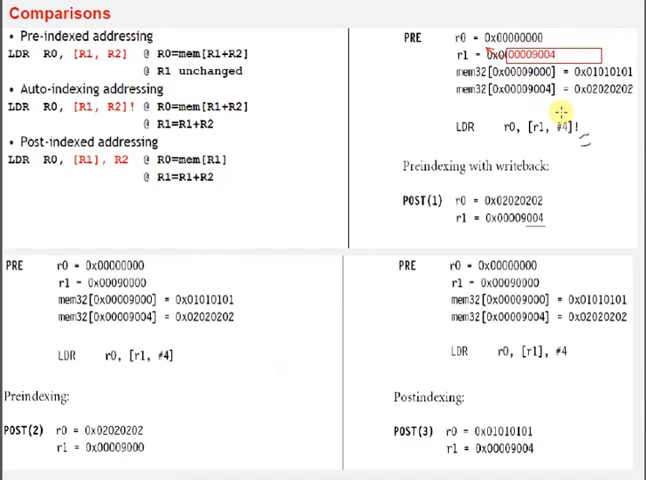 Comparisons
• Pre-indexed addressing
LDR R0, [R1, R2] @ R0=mem[R1+R2]
@ R1 unchanged
• Auto-indexing addressing
LDR R0, [R1, R2]! @ R0=mem[R1+R2]
@ R1=R1+R2
• Post-indexed addressing
LDR R0, [R1], R2 @ R0=mem[R1]
@ R1=R1+R2
PRE r0 = 0x00000000
r1 = 0x00009004
mem32[0x00009000] = 0x01010101
mem32[0x00009004] = 0x02020202
LDR r0, [r1, #4]!
Preindexing with writeback:
POST(1) r0 = 0x02020202
r1 = 0x00009004
PRE r0 = 0x00000000
r1 = 0x00090000
mem32[0x00009000] = 0x01010101
mem32[0x00009004] = 0x02020202
LDR r0, [r1, #4]
Preindexing:
POST(2) r0 = 0x02020202
r1 = 0x00009000
PRE r0 = 0x00000000
r1 = 0x00090000
mem32[0x00009000] = 0x01010101
mem32[0x00009004] = 0x02020202
LDR r0, [r1], #4
Postindexing:
POST(3) r0 = 0x01010101
r1 = 0x00009004